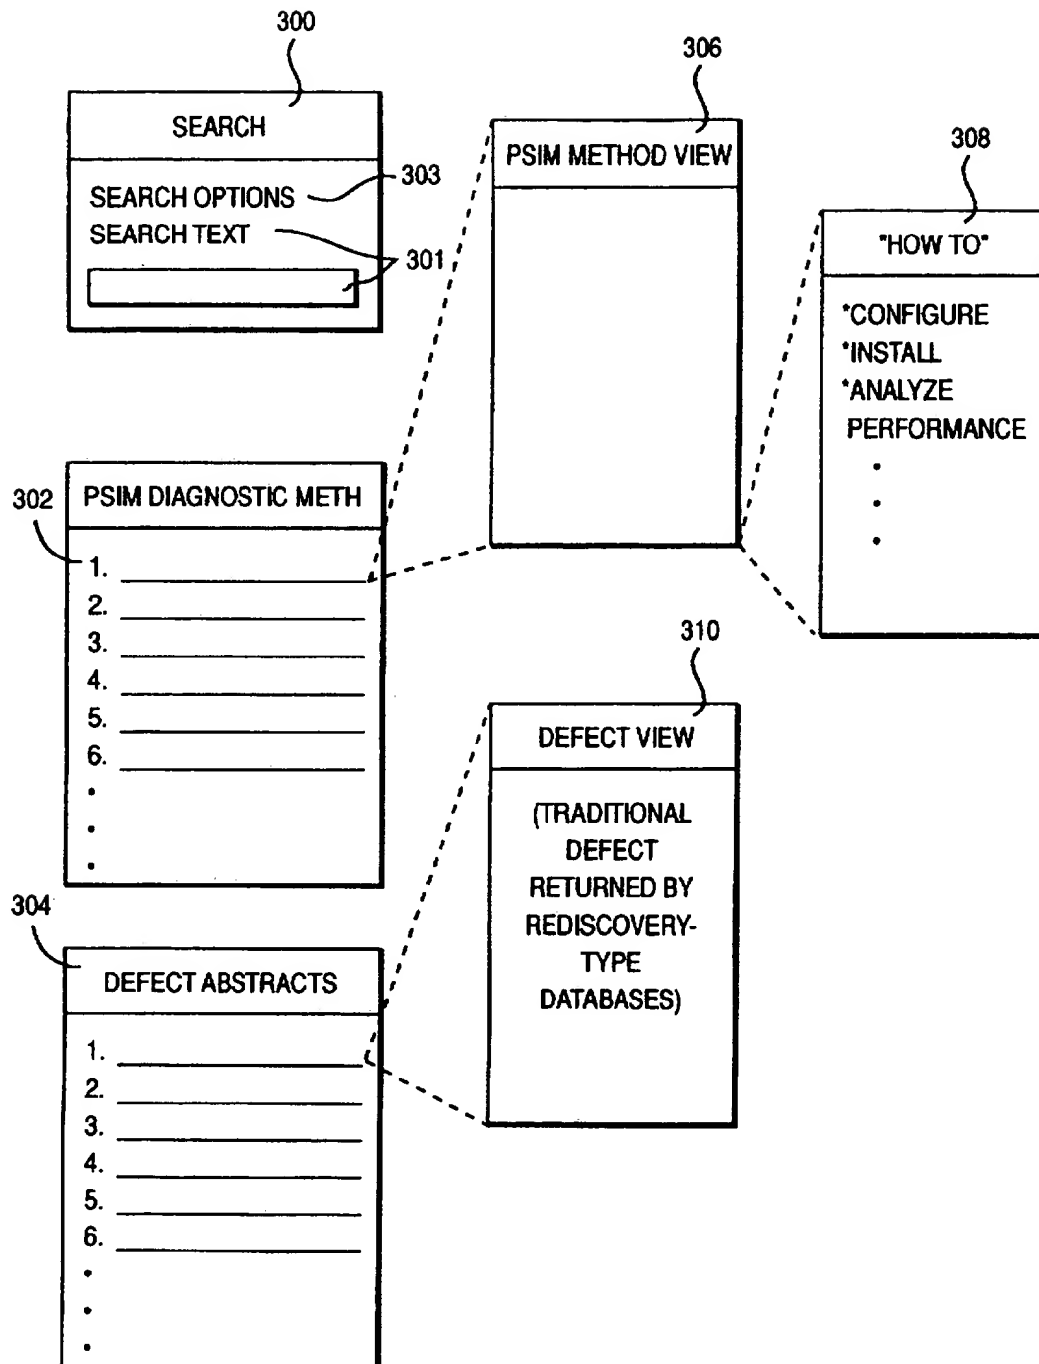 300
SEARCH
SEARCH OPTIONS
303
SEARCH TEXT
301
306
PSIM METHOD VIEW
308
"HOW TO"
*CONFIGURE
*INSTALL
*ANALYZE
PERFORMANCE
302
PSIM DIAGNOSTIC METH
1.
2.
3.
4.
5.
6.
310
DEFECT VIEW
(TRADITIONAL
DEFECT
RETURNED BY
REDISCOVERY-
TYPE
DATABASES)
304
DEFECT ABSTRACTS
1.
2.
3.
4.
5.
6.